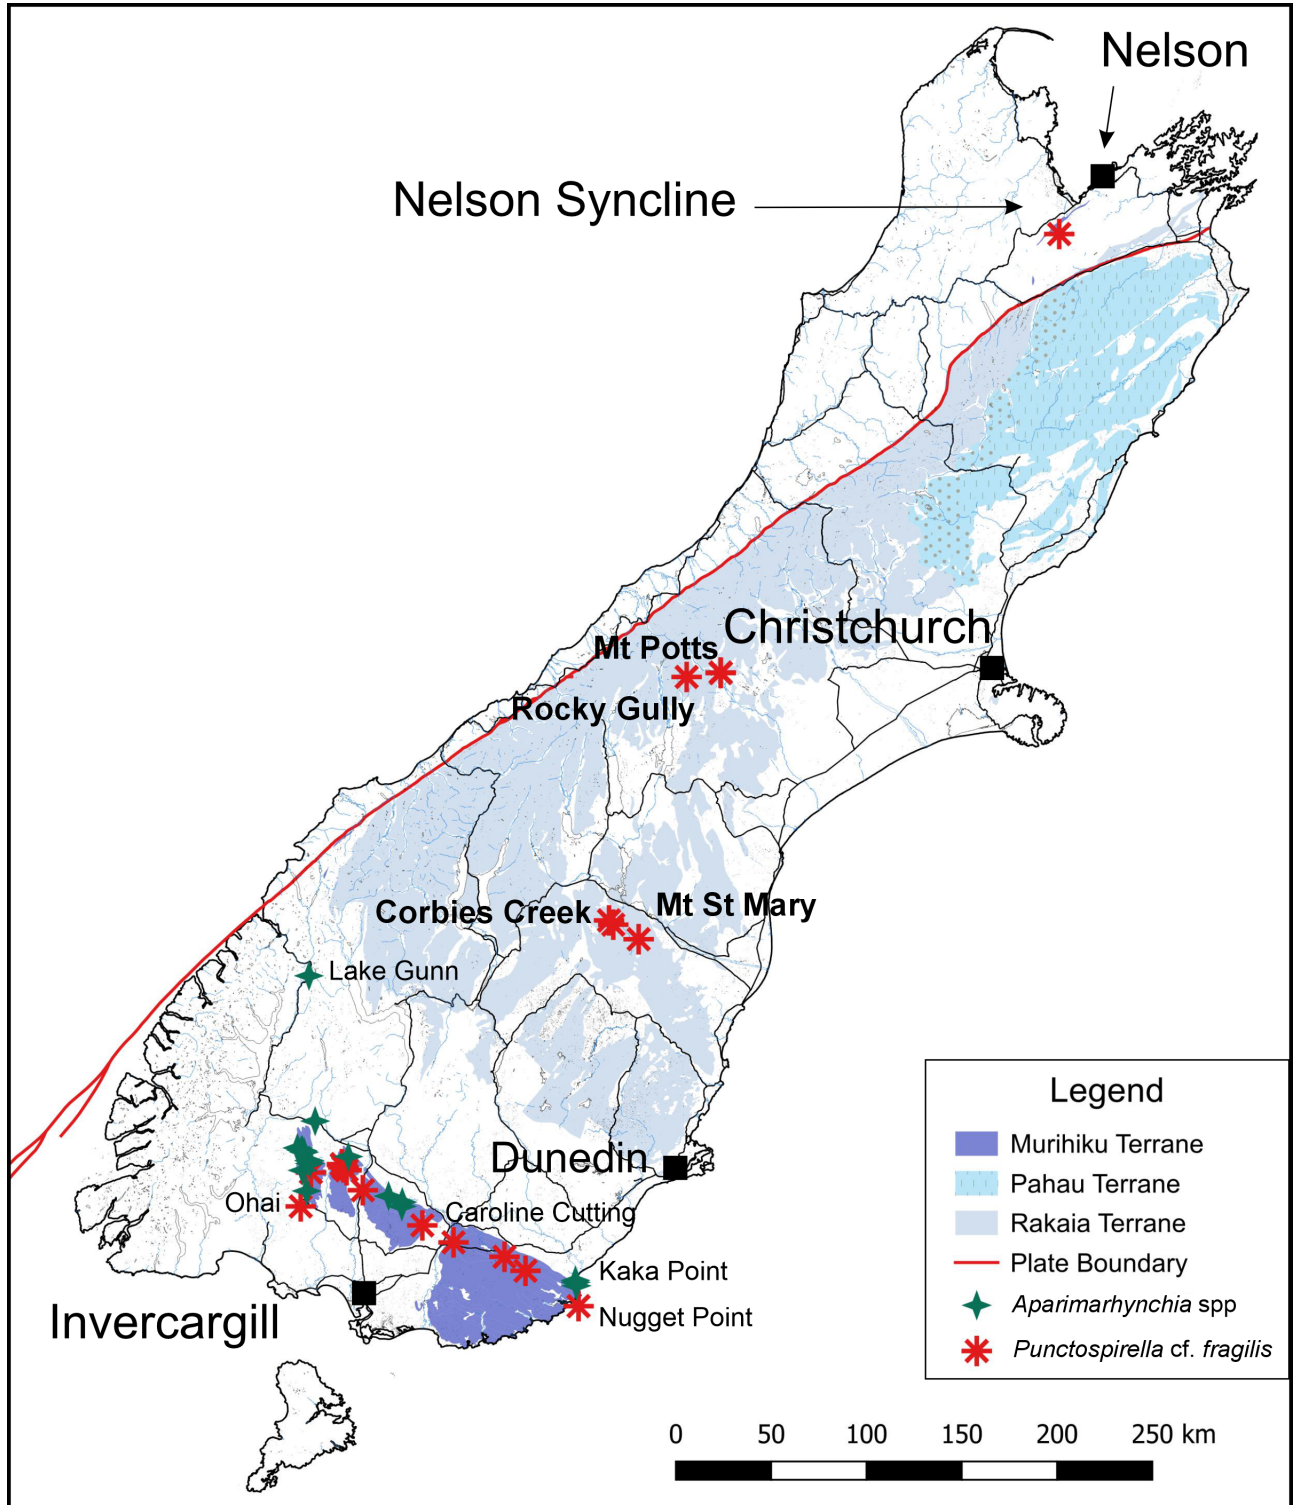 Nelson
Nelson Syncline
Christchurch
Mt Potts
Rocky Gully
Corbies Creek
Mt St Mary
Lake Gunn
Dunedin
Ohai
Caroline Cutting
Kaka Point
Nugget Point
Invercargill
Legend
Murihiku Terrane
Pahau Terrane
Rakaia Terrane
Plate Boundary
Aparimarhynchia spp
Punctospirella cf. fragilis
0 50 100 150 200 250 km